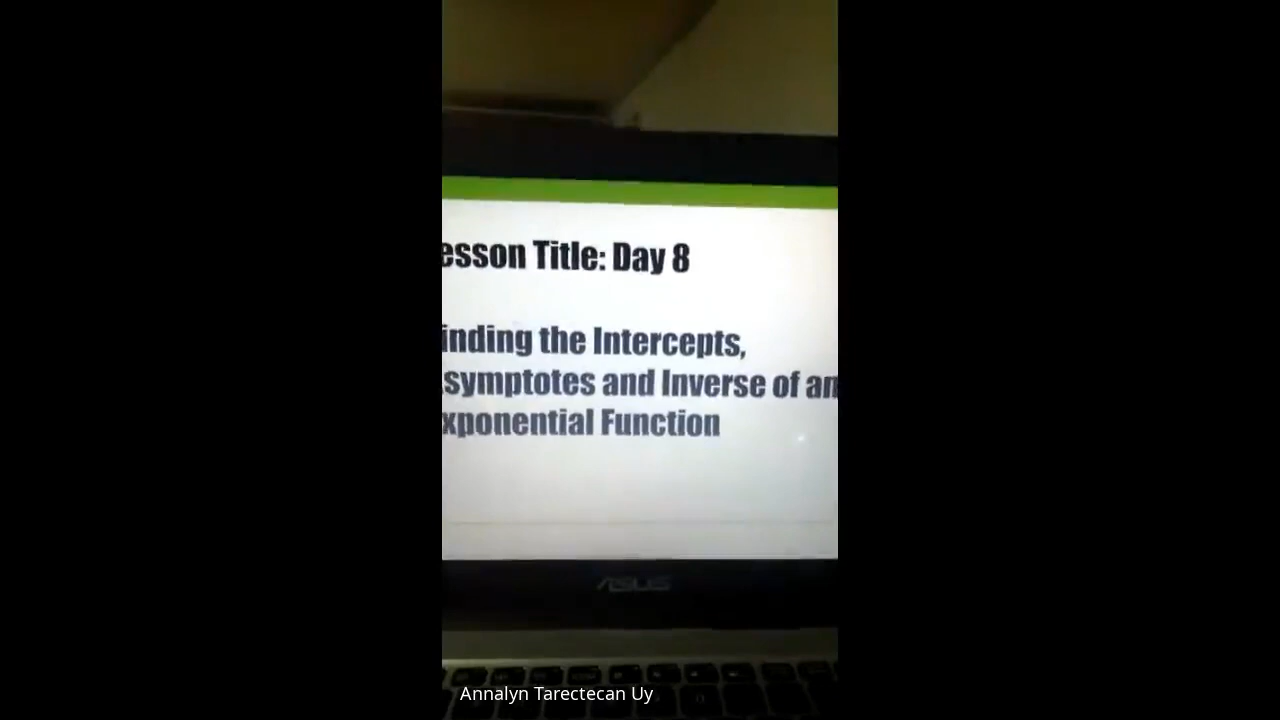 esson Title: Day 8
inding the Intercepts,
symptotes and Inverse of an
xponential Function
ASUS
Annalyn Tarectecan Uy